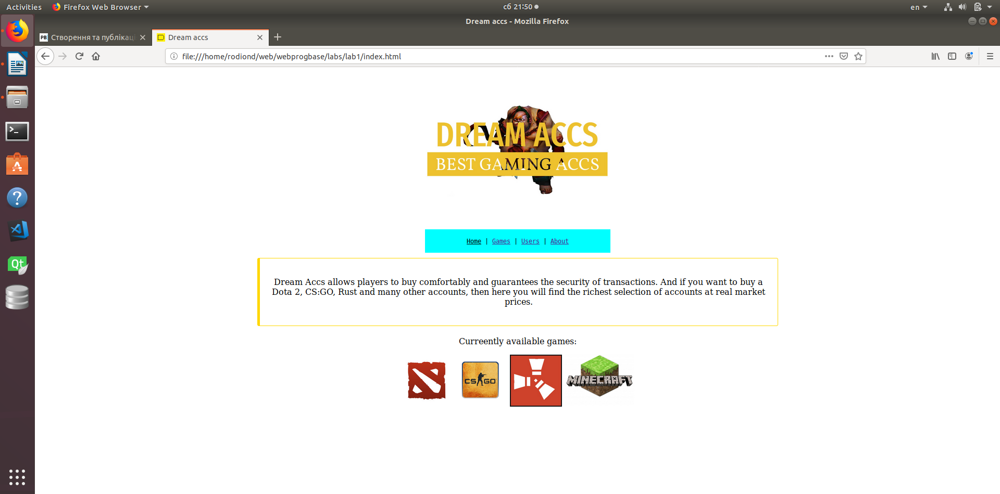 Activities Firefox Web Browser сб 21:50 en
Dream accs - Mozilla Firefox
PB Створення та публікаці Dream accs
file:///home/rodiond/web/webprogbase/labs/lab1/index.html
DREAM ACCS
BEST GAMING ACCS
Home | Games | Users | About
Dream Accs allows players to buy comfortably and guarantees the security of transactions. And if you want to buy a
Dota 2, CS:GO, Rust and many other accounts, then here you will find the richest selection of accounts at real market
prices.
Curreently available games:
CS GO
MINECRAFT
Qt